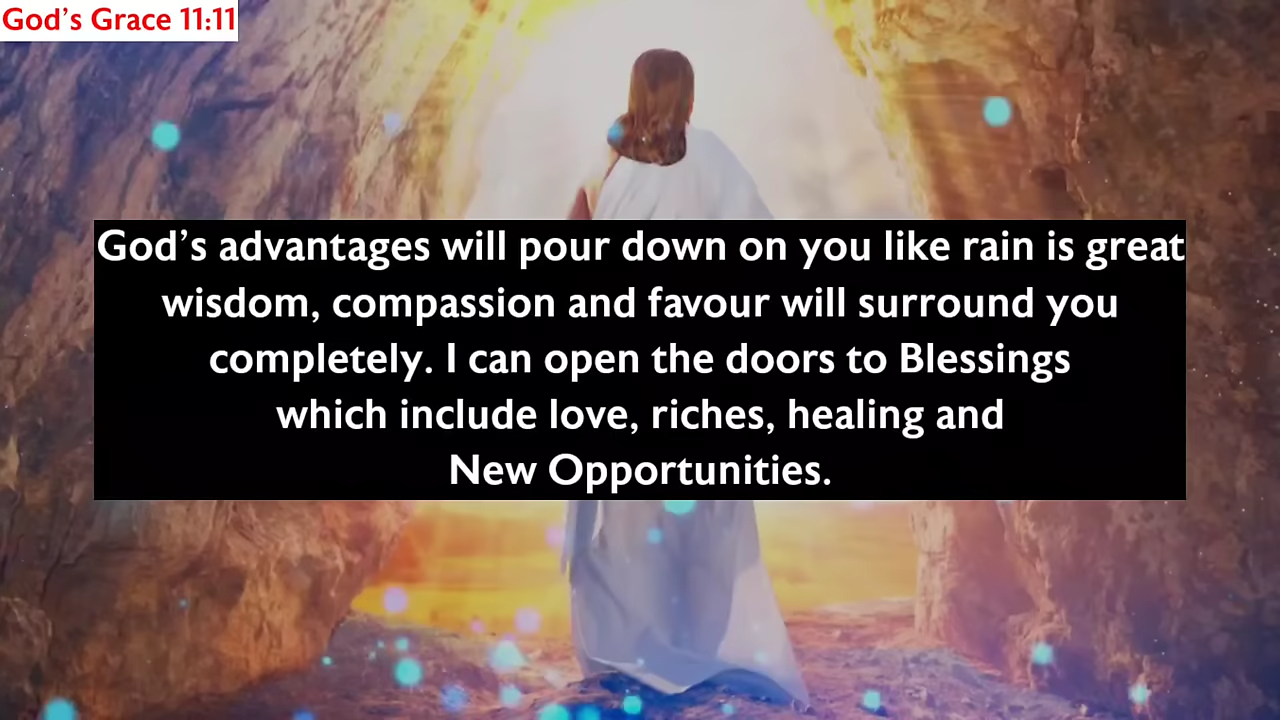 God’s Grace 11:11
God’s advantages will pour down on you like rain is great
wisdom, compassion and favour will surround you
completely. I can open the doors to Blessings
which include love, riches, healing and
New Opportunities.